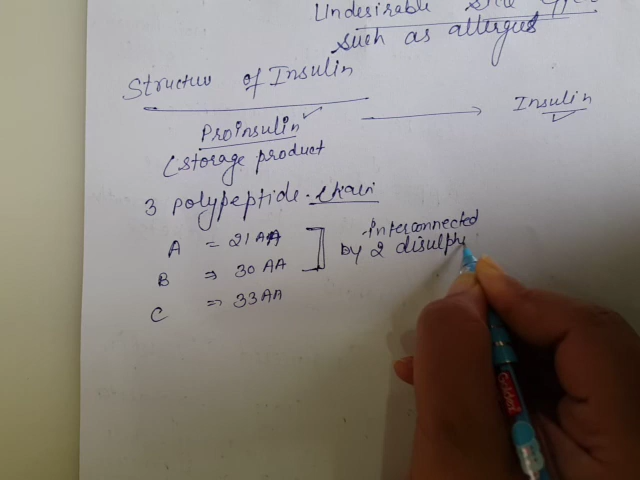 Undesirable side
such as allergies
Structure of Insulin
Proinsulin → Insulin
(storage product
3 polypeptide chain
A = 21 AA
B ⇒ 30 AA
C ⇒ 33 AA
interconnected
by 2 disulph